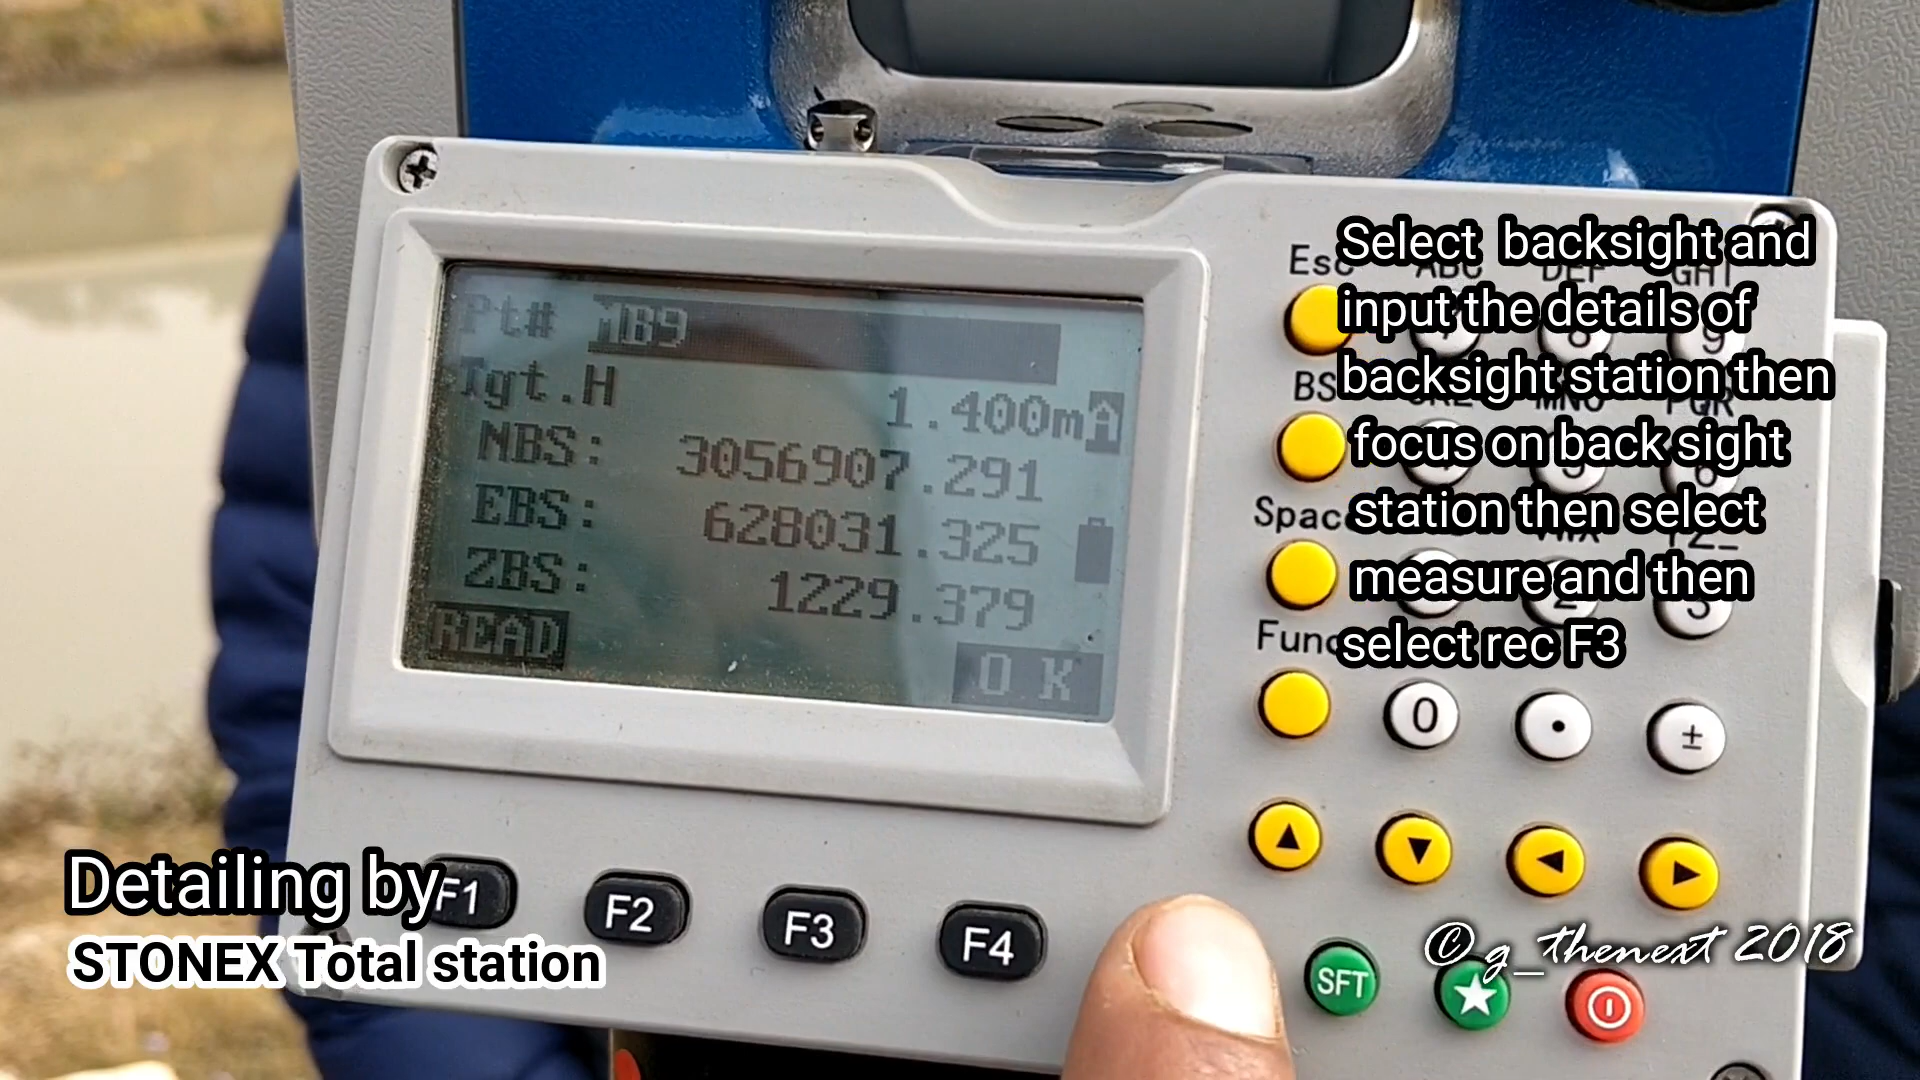 Pt# TB9
Tgt.H 1.400m A
NBS: 3056907.291
EBS: 628031.325
ZBS: 1229.379
READ OK
Select backsight and
input the details of
backsight station then
focus on back sight
station then select
measure and then
select rec F3
Esc
BS
Func
0 • ±
▲ ▼ ◀ ▶
F1 F2 F3 F4
SFT
Detailing by
STONEX Total station
© g_thenext 2018